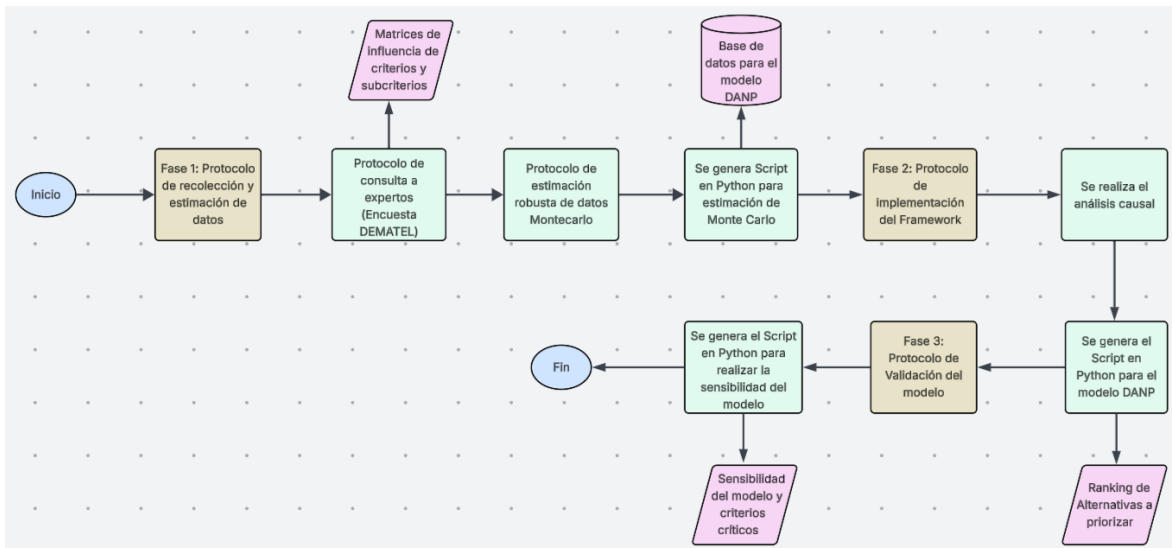 Matrices de
influencia de
criterios y
subcriterios
Base de
datos para el
modelo
DANP
Inicio
Fase 1: Protocolo
de recolección y
estimación de
datos
Protocolo de
consulta a
expertos
(Encuesta
DEMATEL)
Protocolo de
estimación
robusta de datos
Montecarlo
Se genera Script
en Python para
estimación de
Monte Carlo
Fase 2: Protocolo
de
implementación
del Framework
Se realiza el
análisis causal
Fin
Se genera el Script
en Python para
realizar la
sensibilidad del
modelo
Fase 3:
Protocolo de
Validación del
modelo
Se genera el
Script en
Python para el
modelo DANP
Sensibilidad
del modelo y
criterios
críticos
Ranking de
Alternativas a
priorizar